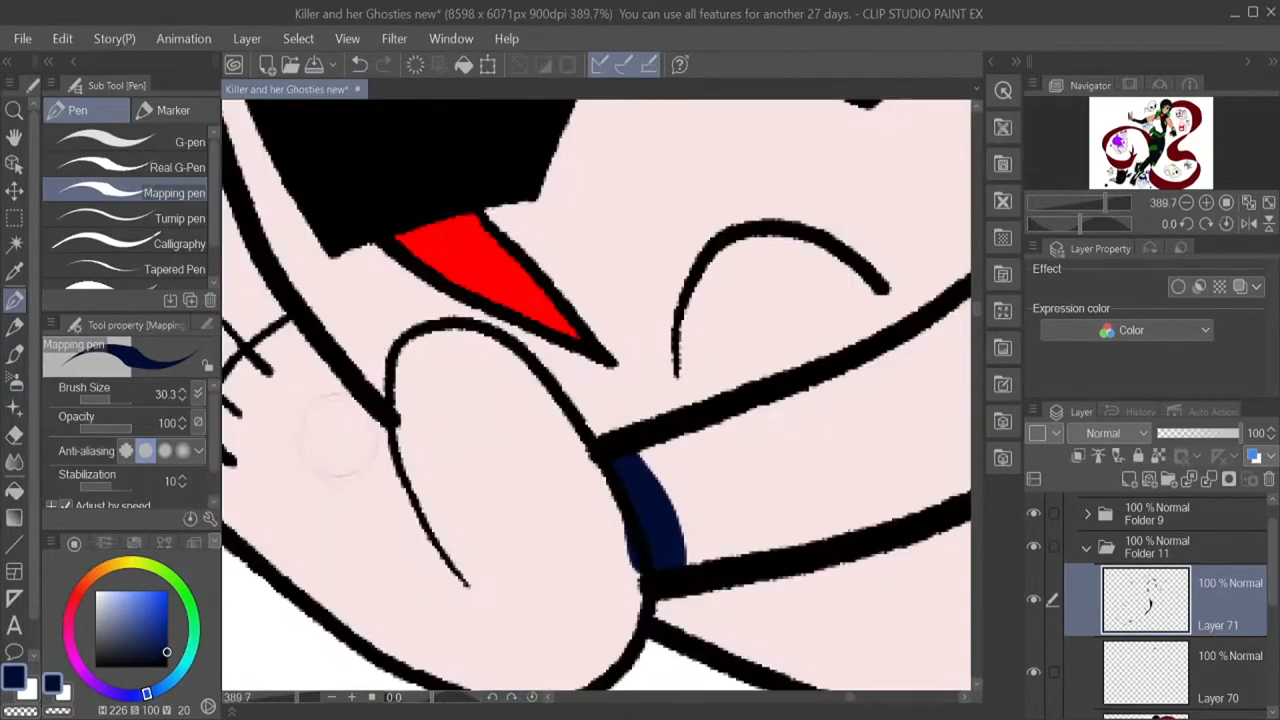 Killer and her Ghosties new* (8598 x 6071px 900dpi 389.7%)  You can use all features for another 27 days. - CLIP STUDIO PAINT EX
File Edit Story(P) Animation Layer Select View Filter Window Help
Sub Tool [Pen]
Killer and her Ghosties new*
Navigator
Pen Marker
G-pen
Real G-Pen
Mapping pen
Turnip pen
Calligraphy
Tapered Pen
389.7
0.0
Layer Property
Effect
Expression color
Color
Tool property [Mapping
Mapping pen
Brush Size 30.3
Opacity 100
Anti-aliasing
Stabilization 10
Adjust by speed
Layer History Auto Action
Normal 100
100 % Normal
Folder 9
100 % Normal
Folder 11
100 % Normal
Layer 71
100 % Normal
Layer 70
H 226 S 100 V 20
389.7 0.0